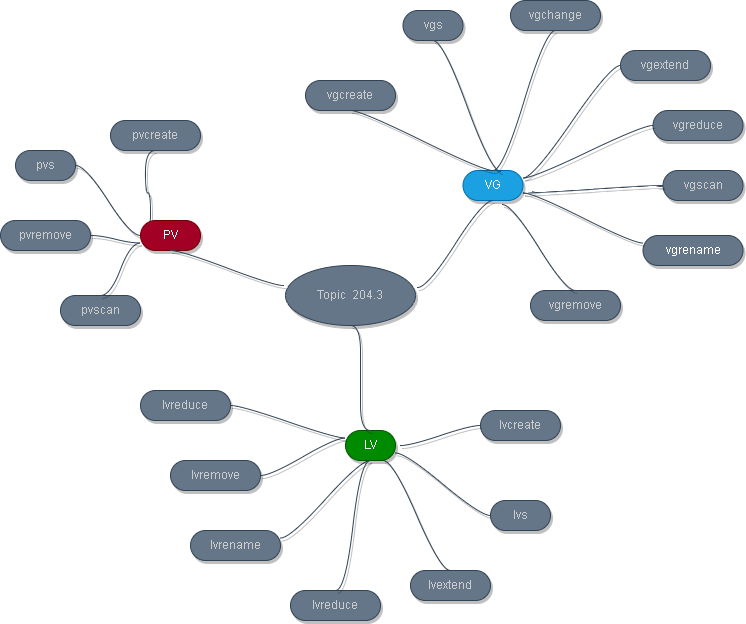 vgs
vgchange
vgextend
vgcreate
vgreduce
pvcreate
pvs
vgscan
VG
pvremove
PV
vgrename
Topic 204.3
vgremove
pvscan
lvreduce
lvcreate
LV
lvremove
lvs
lvrename
lvextend
lvreduce